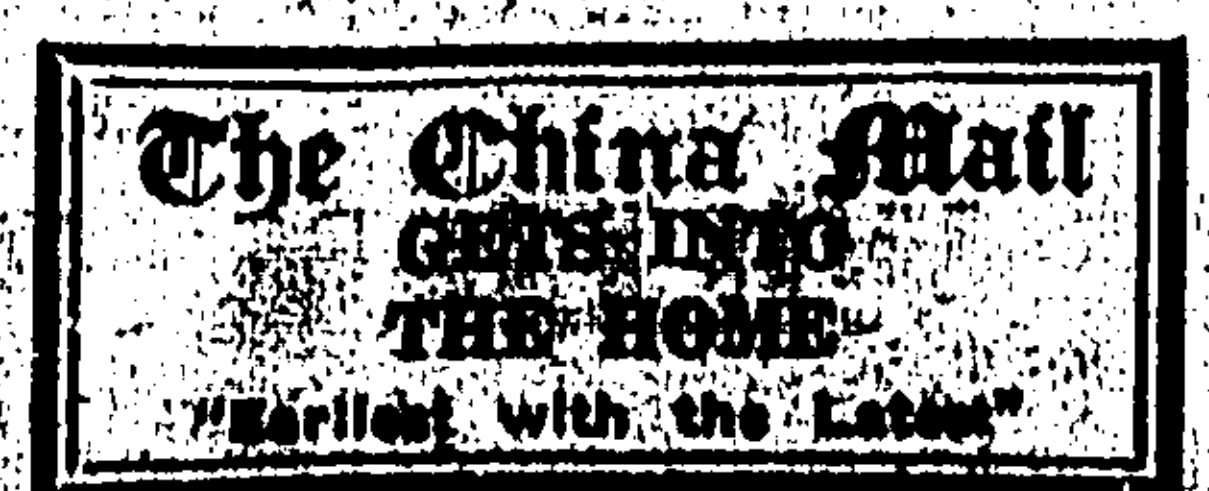 The China Mail
GETS INTO
THE HOME
"Earliest with the Latest"